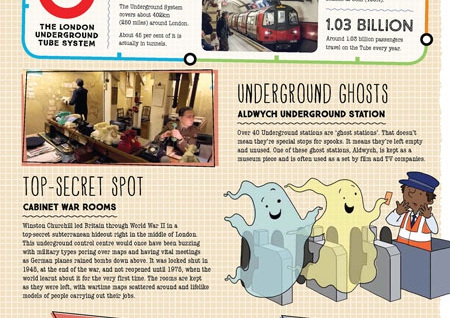 THE LONDON
UNDERGROUND
TUBE SYSTEM
The Underground System
covers about 402km
(250 miles) around London.
About 45 per cent of it is
actually in tunnels.
1.03 BILLION
Around 1.03 billion passengers
travel on the Tube every year.
UNDERGROUND GHOSTS
ALDWYCH UNDERGROUND STATION
Over 40 Underground stations are 'ghost stations'. That doesn't
mean they're special stops for spooks. It means they're left empty
and unused. One of these ghost stations, Aldwych, is kept as a
museum piece and is often used as a set by film and TV companies.
TOP-SECRET SPOT
CABINET WAR ROOMS
Winston Churchill led Britain through World War II in a
top-secret subterranean hideout right in the middle of London.
This underground control centre would once have been buzzing
with military types poring over maps and having vital meetings
as German planes rained bombs down above. It was locked shut in
1945, at the end of the war, and not reopened until 1975, when the
world learnt about it for the very first time. The rooms are kept
as they were left, with wartime maps scattered around and lifelike
models of people carrying out their jobs.